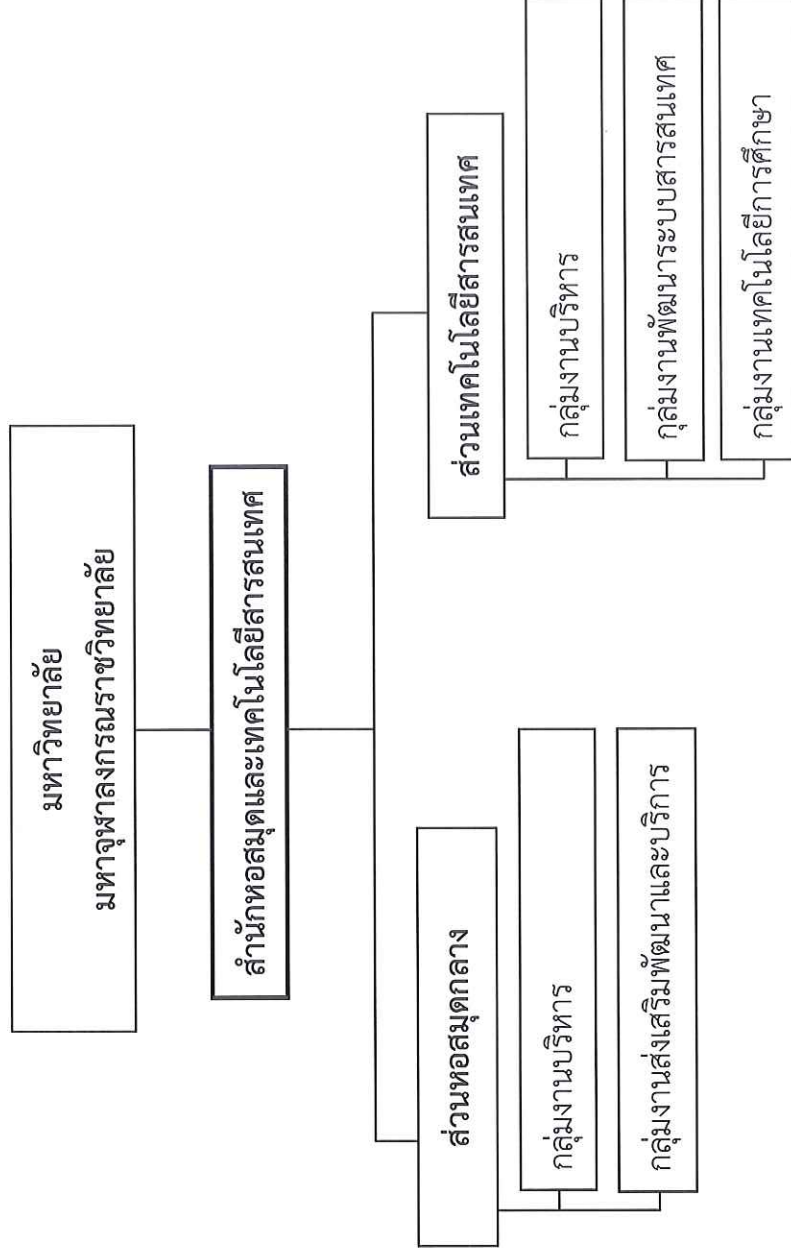 มหาวิทยาลัย
มหาจุฬาลงกรณราชวิทยาลัย
สำนักหอสมุดและเทคโนโลยีสารสนเทศ
ส่วนหอสมุดกลาง
กลุ่มงานบริหาร
กลุ่มงานส่งเสริมพัฒนาและบริการ
ส่วนเทคโนโลยีสารสนเทศ
กลุ่มงานบริหาร
กุล่มงานพัฒนาระบบสารสนเทศ
กลุ่มงานเทคโนโลยีการศึกษา